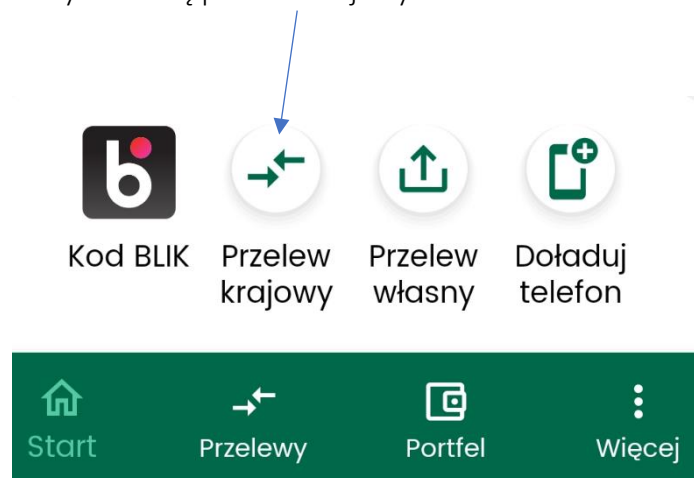 Kod BLIK
Przelew krajowy
Przelew własny
Doładuj telefon
Start
Przelewy
Portfel
Więcej